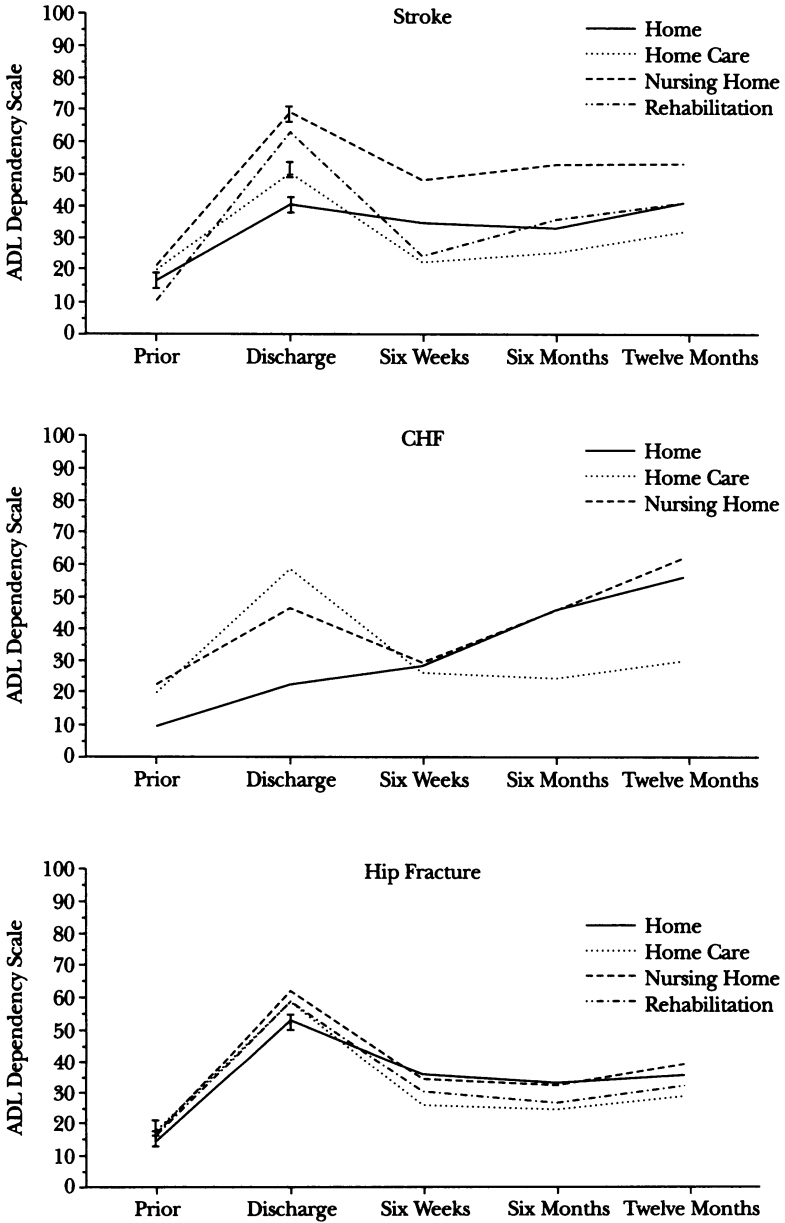 Stroke
Home
Home Care
Nursing Home
Rehabilitation
ADL Dependency Scale
100
90
80
70
60
50
40
30
20
10
0
Prior Discharge Six Weeks Six Months Twelve Months
CHF
Home
Home Care
Nursing Home
ADL Dependency Scale
100
90
80
70
60
50
40
30
20
10
0
Prior Discharge Six Weeks Six Months Twelve Months
Hip Fracture
Home
Home Care
Nursing Home
Rehabilitation
ADL Dependency Scale
100
90
80
70
60
50
40
30
20
10
0
Prior Discharge Six Weeks Six Months Twelve Months